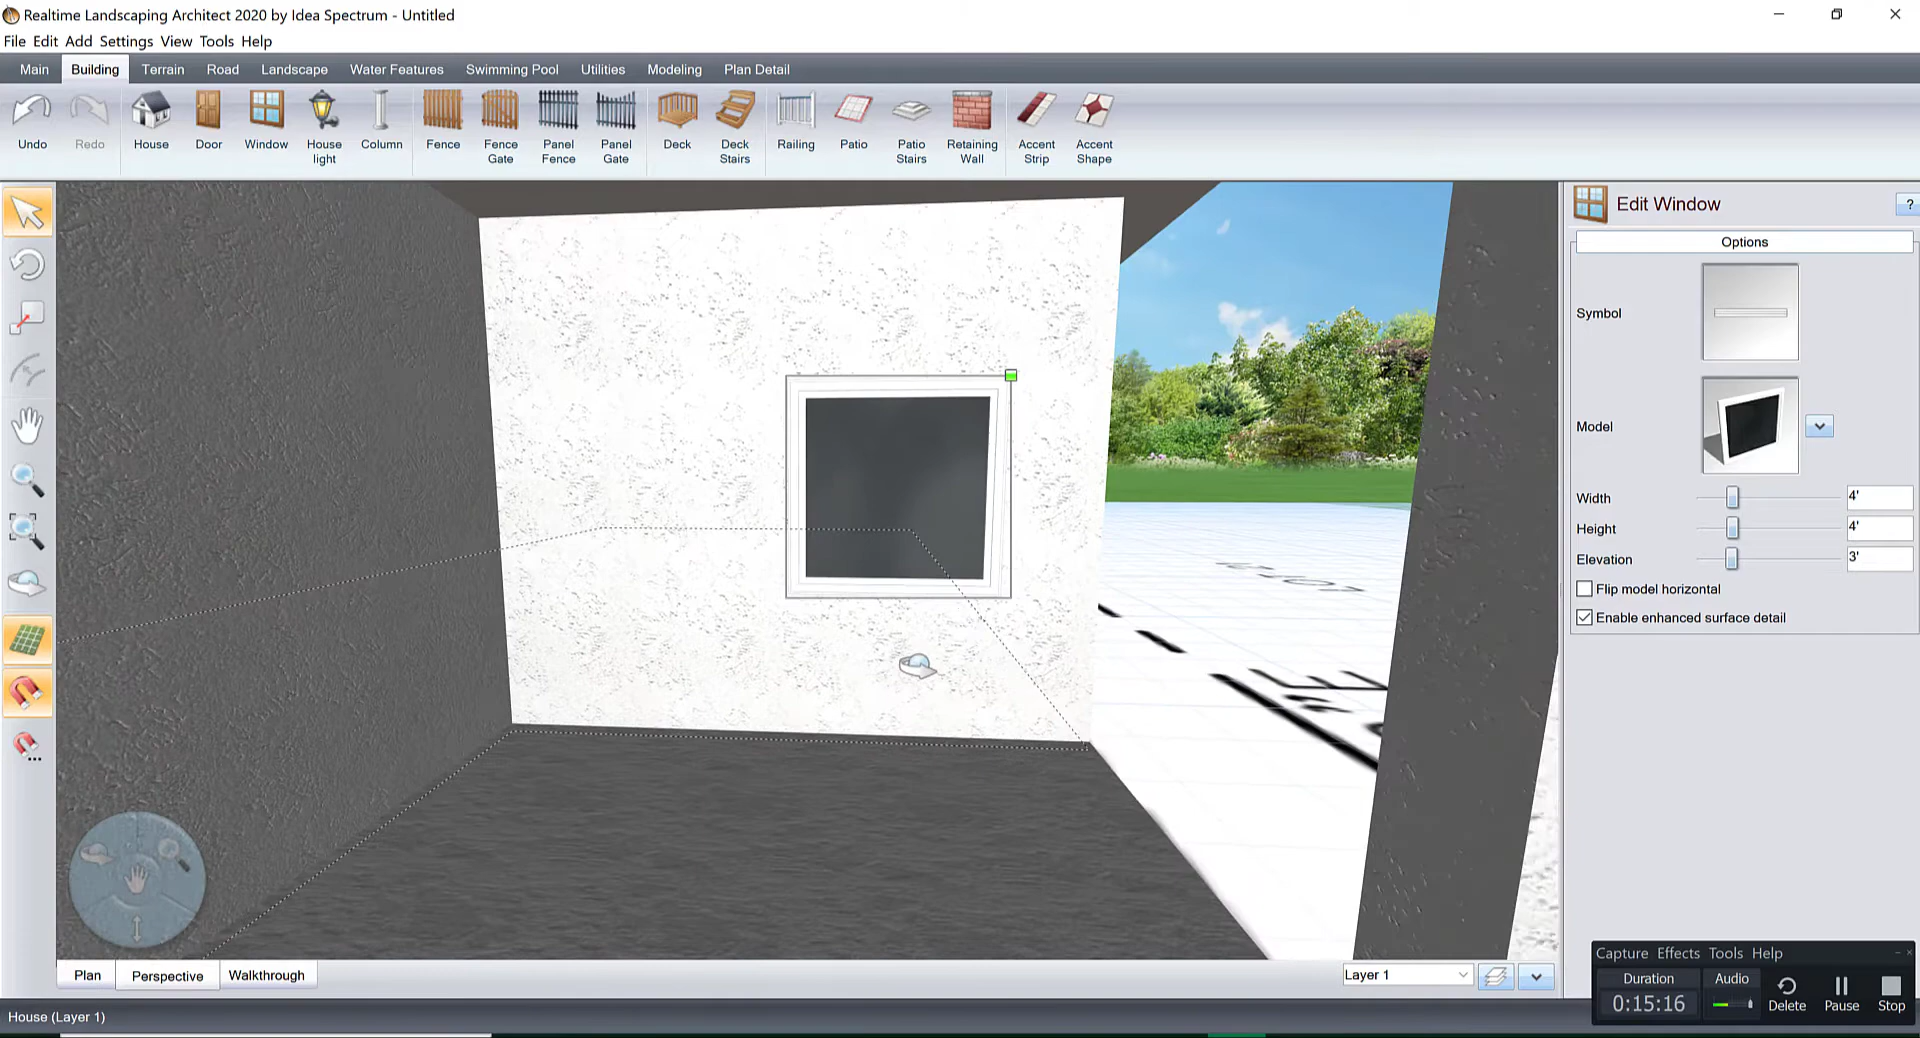 Realtime Landscaping Architect 2020 by Idea Spectrum - Untitled
File Edit Add Settings View Tools Help
Main Building Terrain Road Landscape Water Features Swimming Pool Utilities Modeling Plan Detail
Undo Redo House Door Window House light Column Fence Fence Gate Panel Fence Panel Gate Deck Deck Stairs Railing Patio Patio Stairs Retaining Wall Accent Strip Accent Shape
Edit Window
?
Options
Symbol
Model
Width 4'
Height 4'
Elevation 3'
Flip model horizontal
Enable enhanced surface detail
Plan Perspective Walkthrough
Layer 1
House (Layer 1)
Capture Effects Tools Help
Duration Audio
0:15:16 Delete Pause Stop